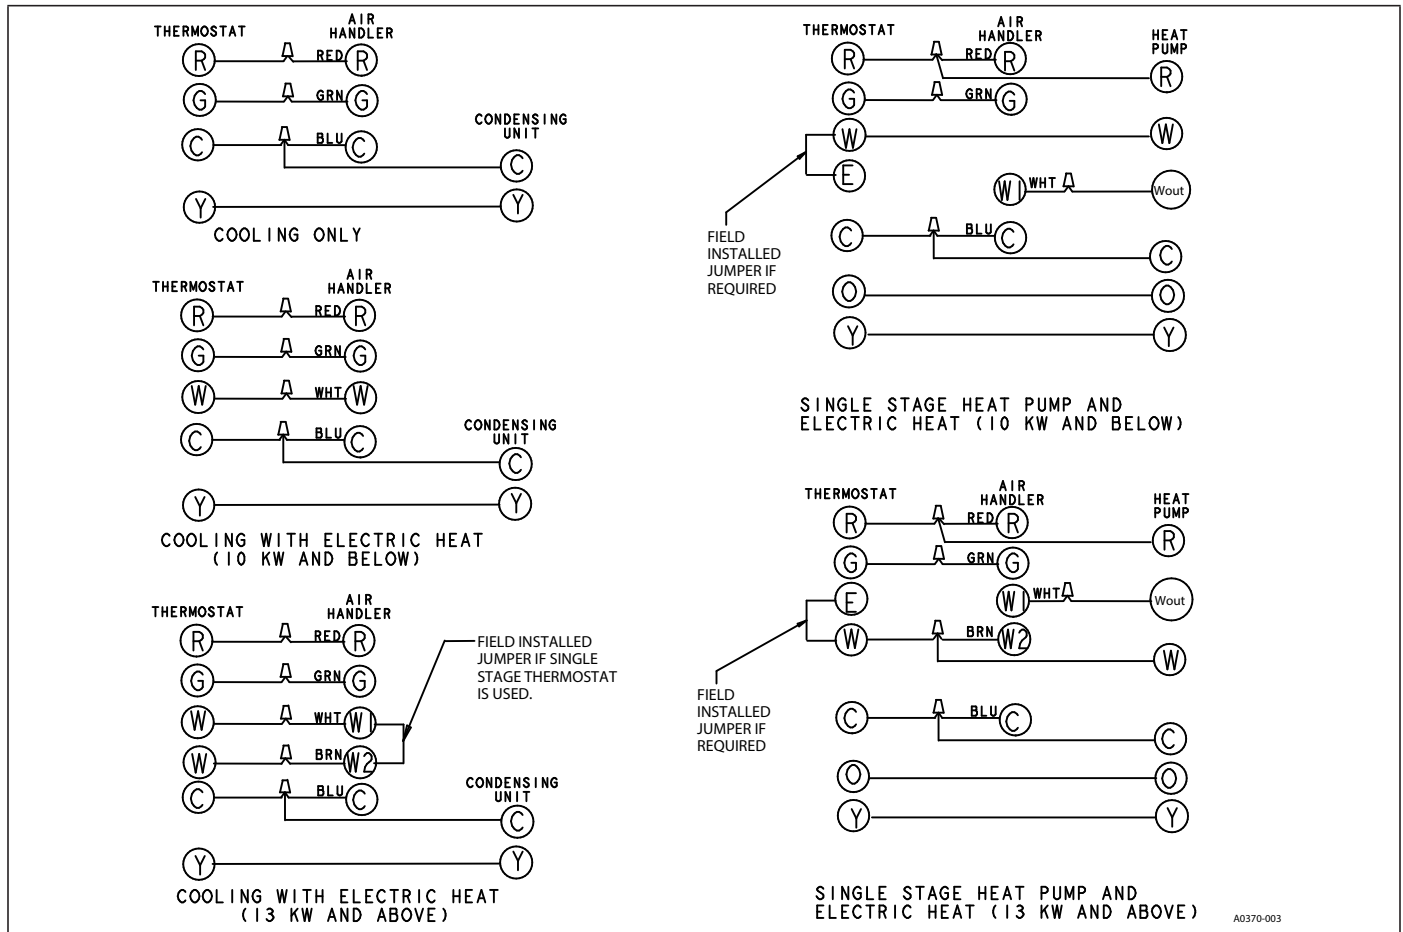 THERMOSTAT
AIR
HANDLER
R RED R
G GRN G
CONDENSING
UNIT
C BLU C
C
Y Y
COOLING ONLY
THERMOSTAT
AIR
HANDLER
R RED R
G GRN G
W WHT W
CONDENSING
UNIT
C BLU C
C
Y Y
COOLING WITH ELECTRIC HEAT
(10 KW AND BELOW)
THERMOSTAT
AIR
HANDLER
R RED R
G GRN G
W WHT W1
W BRN W2
FIELD INSTALLED
JUMPER IF SINGLE
STAGE THERMOSTAT
IS USED.
CONDENSING
UNIT
C BLU C
C
Y Y
COOLING WITH ELECTRIC HEAT
(13 KW AND ABOVE)
THERMOSTAT
AIR
HANDLER
HEAT
PUMP
R RED R
R
G GRN G
W W
E
W1 WHT Wout
FIELD
INSTALLED
JUMPER IF
REQUIRED
C BLU C
C
O O
Y Y
SINGLE STAGE HEAT PUMP AND
ELECTRIC HEAT (10 KW AND BELOW)
THERMOSTAT
AIR
HANDLER
HEAT
PUMP
R RED R
R
G GRN G
E W1 WHT Wout
W BRN W2
W
FIELD
INSTALLED
JUMPER IF
REQUIRED
C BLU C
C
O O
Y Y
SINGLE STAGE HEAT PUMP AND
ELECTRIC HEAT (13 KW AND ABOVE)
A0370-003